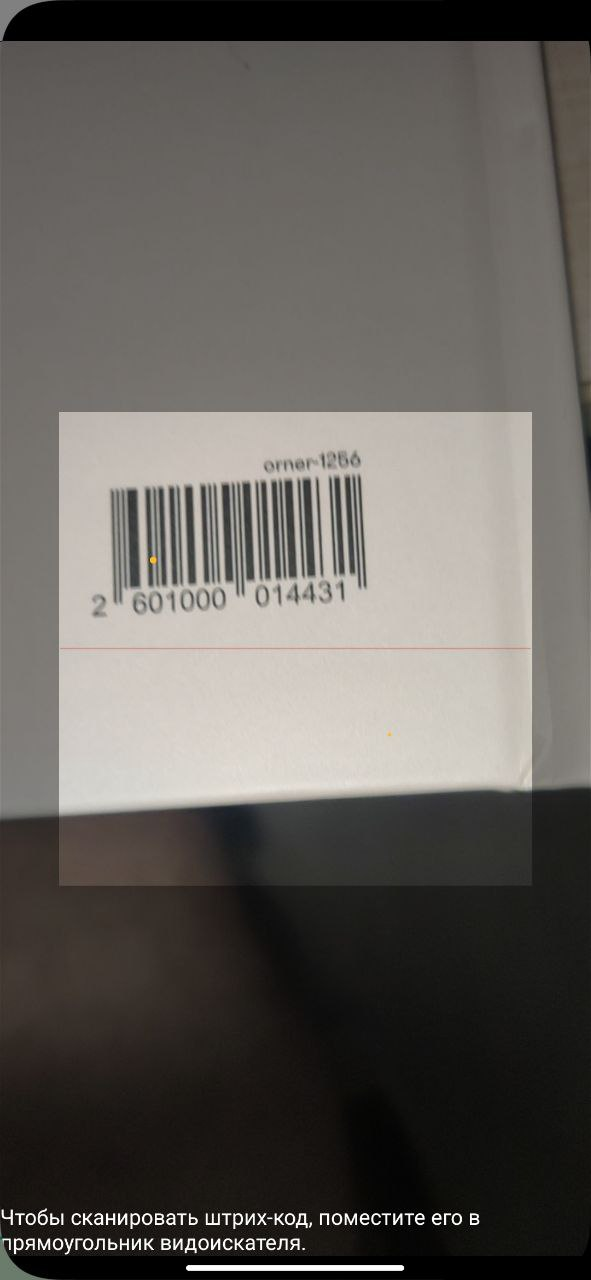 orner-1256
2 601000 014431
Чтобы сканировать штрих-код, поместите его в
прямоугольник видоискателя.